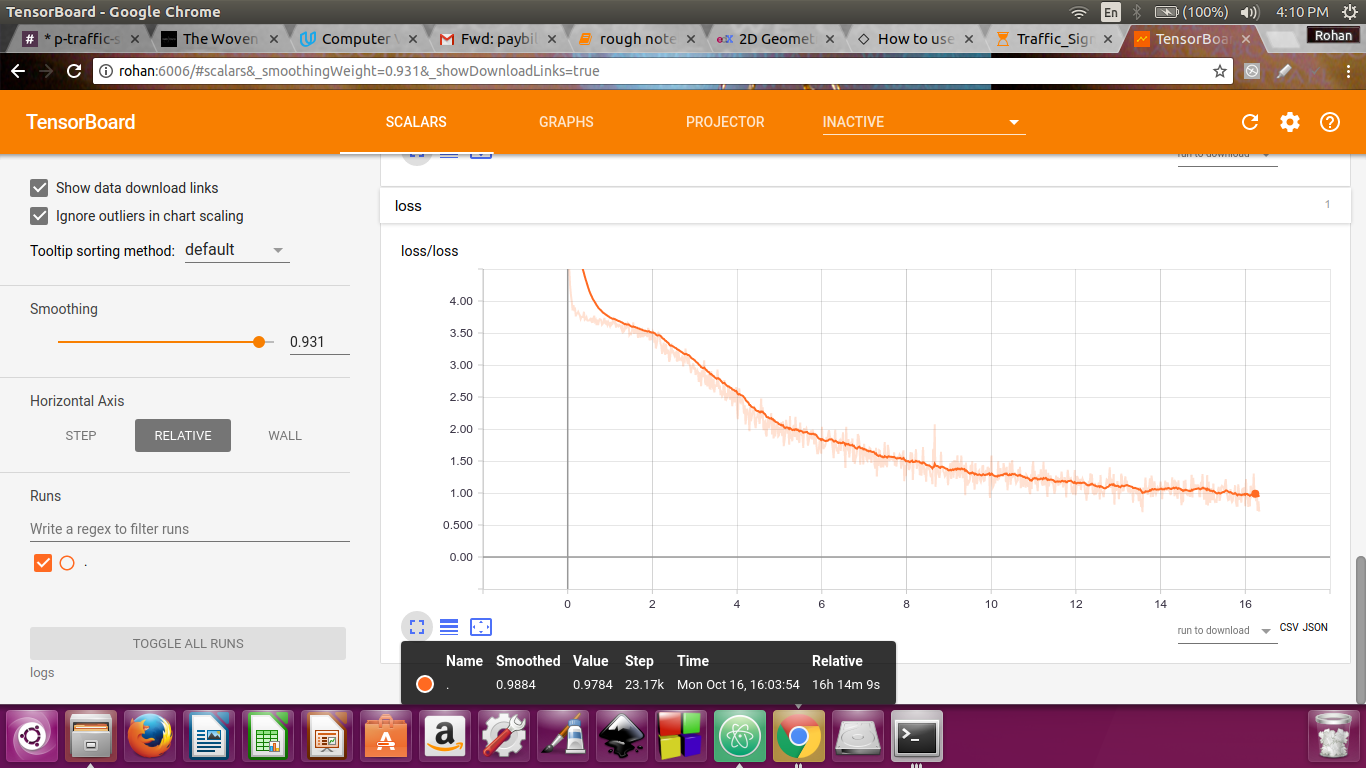 TensorBoard - Google Chrome
En
(100%)
4:10 PM
* p-traffic-s
The Woven
Computer
Fwd: paybil
rough note
2D Geomet
How to use
Traffic_Sign
TensorBoa
Rohan
rohan:6006/#scalars&_smoothingWeight=0.931&_showDownloadLinks=true
TensorBoard
SCALARS
GRAPHS
PROJECTOR
INACTIVE
Show data download links
Ignore outliers in chart scaling
Tooltip sorting method: default
Smoothing
0.931
Horizontal Axis
STEP
RELATIVE
WALL
Runs
Write a regex to filter runs
.
TOGGLE ALL RUNS
logs
run to download
loss
1
loss/loss
4.00
3.50
3.00
2.50
2.00
1.50
1.00
0.500
0.00
0 2 4 6 8 10 12 14 16
run to download
CSV JSON
Name Smoothed Value Step Time Relative
. 0.9884 0.9784 23.17k Mon Oct 16, 16:03:54 16h 14m 9s